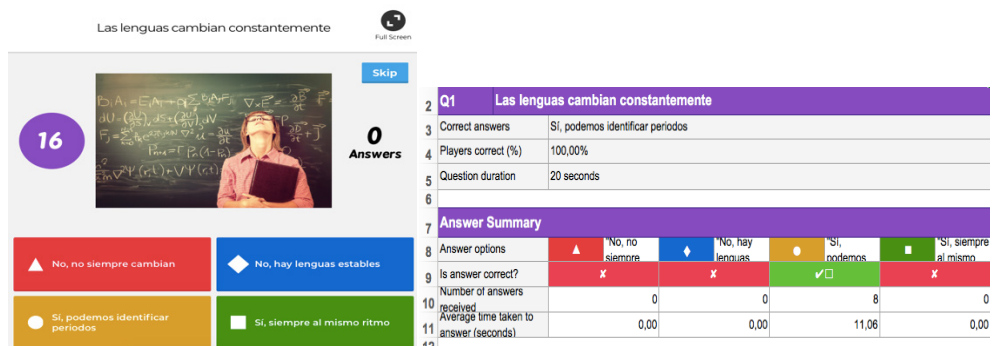 Las lenguas cambian constantemente
Full Screen
Skip
16
0
Answers
No, no siempre cambian
No, hay lenguas estables
Sí, podemos identificar
periodos
Sí, siempre al mismo ritmo
2 Q1 Las lenguas cambian constantemente
3 Correct answers Sí, podemos identificar periodos
4 Players correct (%) 100,00%
5 Question duration 20 seconds
6
7 Answer Summary
8 Answer options "No, no siempre "No, hay lenguas "Sí, podemos "Sí, siempre al mismo
9 Is answer correct? ✘ ✘ ✔ ✘
10 Number of answers received 0 0 8 0
11 Average time taken to answer (seconds) 0,00 0,00 11,06 0,00